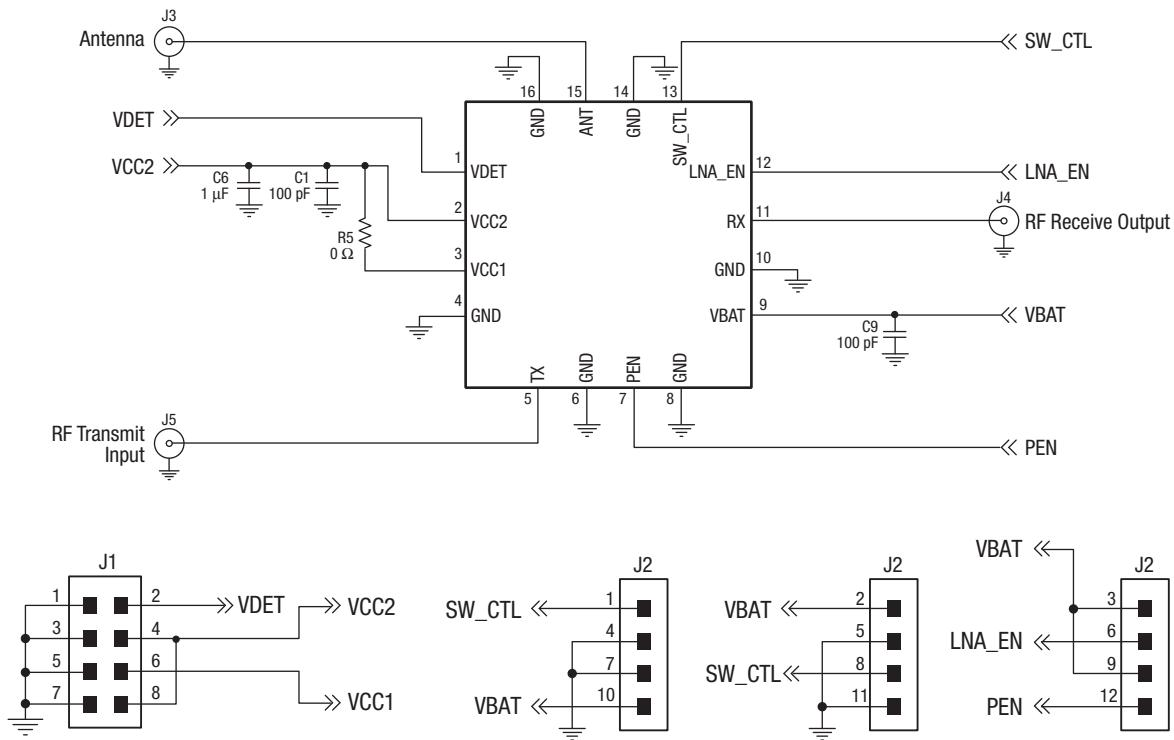 J3
Antenna
SW_CTL
16
15
14
13
GND
ANT
GND
SW_CTL
VDET
1
VDET
LNA_EN
12
LNA_EN
VCC2
C6
1 µF
C1
100 pF
2
VCC2
RX
11
J4
RF Receive Output
R5
0 Ω
3
VCC1
GND
10
4
GND
VBAT
9
VBAT
C9
100 pF
TX
GND
PEN
GND
5
6
7
8
J5
RF Transmit
Input
PEN
J1
1
2
VDET
VCC2
3
4
5
6
7
8
VCC1
J2
SW_CTL
1
4
7
VBAT
10
J2
VBAT
2
5
SW_CTL
8
11
VBAT
J2
3
LNA_EN
6
9
PEN
12